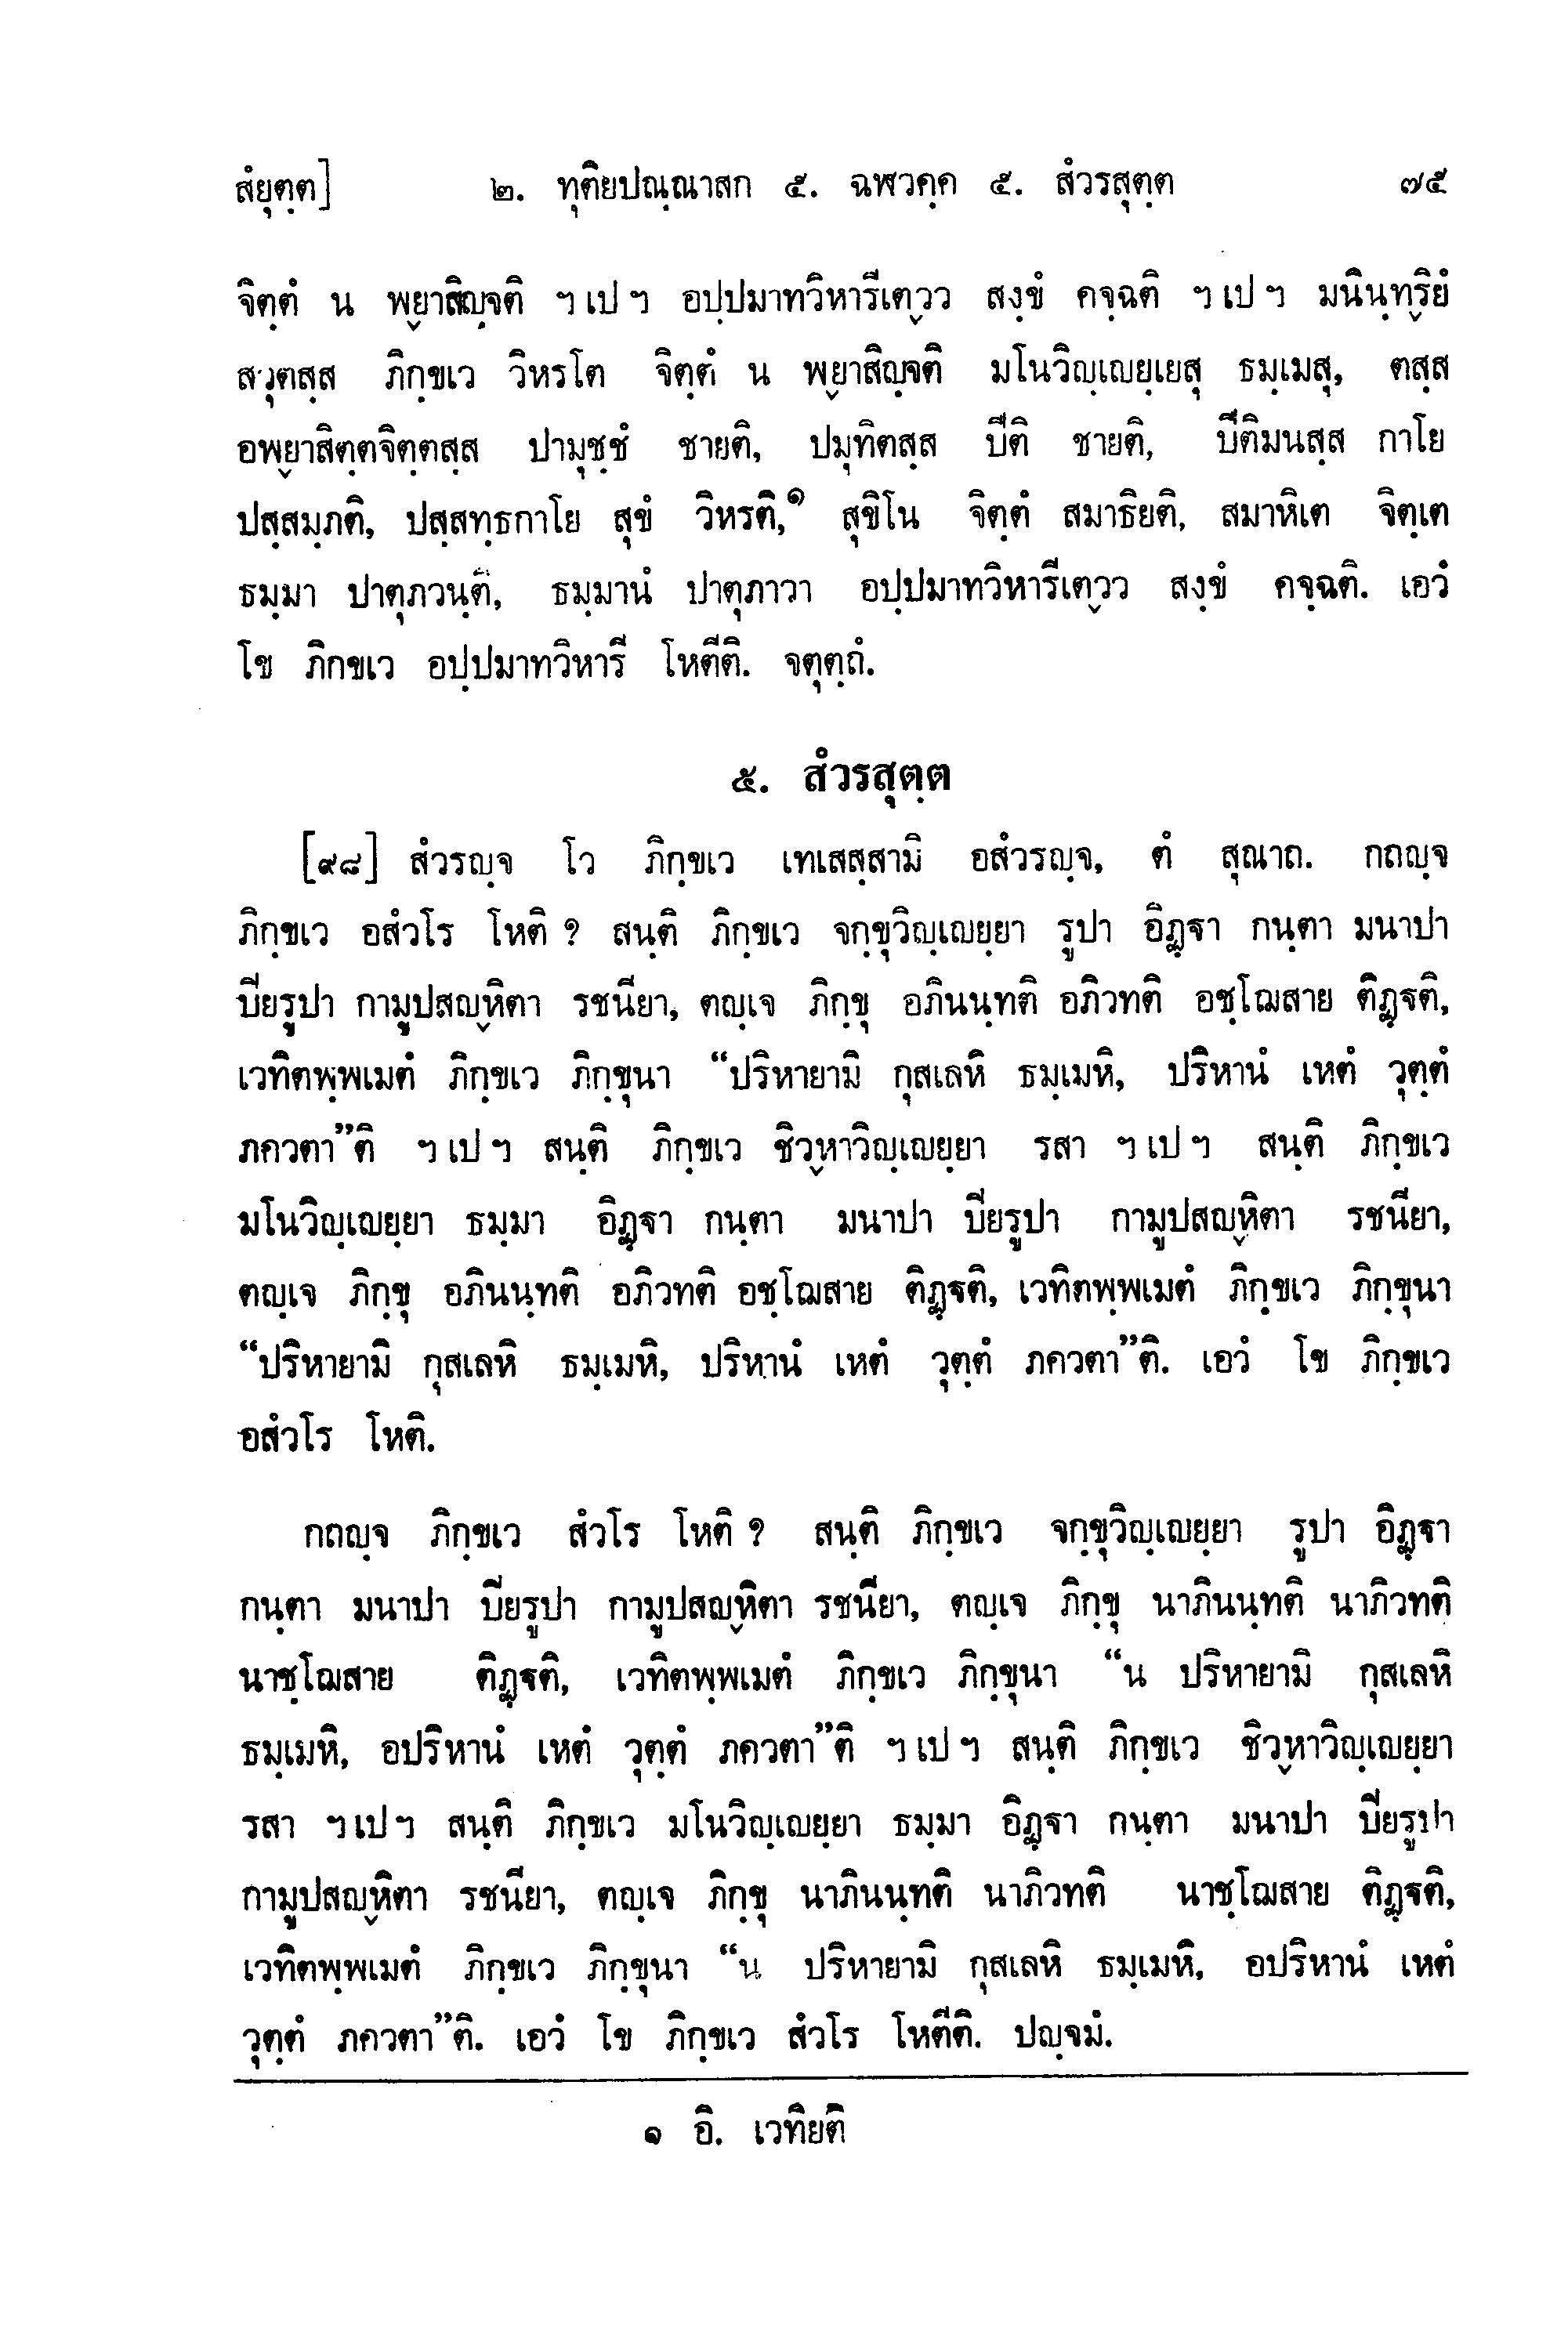 สํยุตฺต] ๒. ทุติยปณฺณาสก ๕. ฉฬวคฺค ๕. สํวรสุตฺต ๗๕
จิตฺตํ น พฺยาสิญฺจติ ฯ เป ฯ อปฺปมาทวิหารีเตฺวว สงฺขํ คจฺฉติ ฯ เป ฯ มนินฺทฺริยํ
สํวุตสฺส ภิกฺขเว วิหรโต จิตฺตํ น พฺยาสิญฺจติ มโนวิญฺเญยฺเยสุ ธมฺเมสุ, ตสฺส
อพฺยาสิตฺตจิตฺตสฺส ปามุชฺชํ ชายติ, ปมุทิตสฺส ปีติ ชายติ, ปีติมนสฺส กาโย
ปสฺสมฺภติ, ปสฺสทฺธกาโย สุขํ วิหรติ,๑ สุขิโน จิตฺตํ สมาธิยติ, สมาหิเต จิตฺเต
ธมฺมา ปาตุภวนฺติ, ธมฺมานํ ปาตุภาวา อปฺปมาทวิหารีเตฺวว สงฺขํ คจฺฉติ. เอวํ
โข ภิกขเว อปฺปมาทวิหารี โหตีติ. จตุตฺถํ.
๕. สํวรสุตฺต
[๙๘] สํวรญฺจ โว ภิกฺขเว เทเสสฺสามิ อสํวรญฺจ, ตํ สุณาถ. กถญฺจ
ภิกฺขเว อสํวโร โหติ ? สนฺติ ภิกฺขเว จกฺขุวิญฺเญยฺยา รูปา อิฏฺฐา กนฺตา มนาปา
ปิยรูปา กามูปสญฺหิตา รชนียา, ตญฺเจ ภิกฺขุ อภินนฺทติ อภิวทติ อชฺโฌสาย ติฏฺฐติ,
เวทิตพฺพเมตํ ภิกฺขเว ภิกฺขุนา “ปริหายามิ กุสเลหิ ธมฺเมหิ, ปริหานํ เหตํ วุตฺตํ
ภควตา”ติ ฯ เป ฯ สนฺติ ภิกฺขเว ชิวฺหาวิญฺเญยฺยา รสา ฯ เป ฯ สนฺติ ภิกฺขเว
มโนวิญฺเญยฺยา ธมฺมา อิฏฺฐา กนฺตา มนาปา ปิยรูปา กามูปสญฺหิตา รชนียา,
ตญฺเจ ภิกฺขุ อภินนฺทติ อภิวทติ อชฺโฌสาย ติฏฺฐติ, เวทิตพฺพเมตํ ภิกฺขเว ภิกฺขุนา
“ปริหายามิ กุสเลหิ ธมฺเมหิ, ปริหานํ เหตํ วุตฺตํ ภควตา”ติ. เอวํ โข ภิกฺขเว
อสํวโร โหติ.
กถญฺจ ภิกฺขเว สํวโร โหติ ? สนฺติ ภิกฺขเว จกฺขุวิญฺเญยฺยา รูปา อิฏฺฐา
กนฺตา มนาปา ปิยรูปา กามูปสญฺหิตา รชนียา, ตญฺเจ ภิกฺขุ นาภินนฺทติ นาภิวทติ
นาชฺโฌสาย ติฏฺฐติ, เวทิตพฺพเมตํ ภิกฺขเว ภิกฺขุนา “น ปริหายามิ กุสเลหิ
ธมฺเมหิ, อปริหานํ เหตํ วุตฺตํ ภควตา”ติ ฯ เป ฯ สนฺติ ภิกฺขเว ชิวฺหาวิญฺเญยฺยา
รสา ฯ เป ฯ สนฺติ ภิกฺขเว มโนวิญฺเญยฺยา ธมฺมา อิฏฺฐา กนฺตา มนาปา ปิยรูปา
กามูปสญฺหิตา รชนียา, ตญฺเจ ภิกฺขุ นาภินนฺทติ นาภิวทติ นาชฺโฌสาย ติฏฺฐติ,
เวทิตพฺพเมตํ ภิกฺขเว ภิกฺขุนา “น ปริหายามิ กุสเลหิ ธมฺเมหิ, อปริหานํ เหตํ
วุตฺตํ ภควตา”ติ. เอวํ โข ภิกฺขเว สํวโร โหตีติ. ปญฺจมํ.
๑ อิ. เวทิยติ